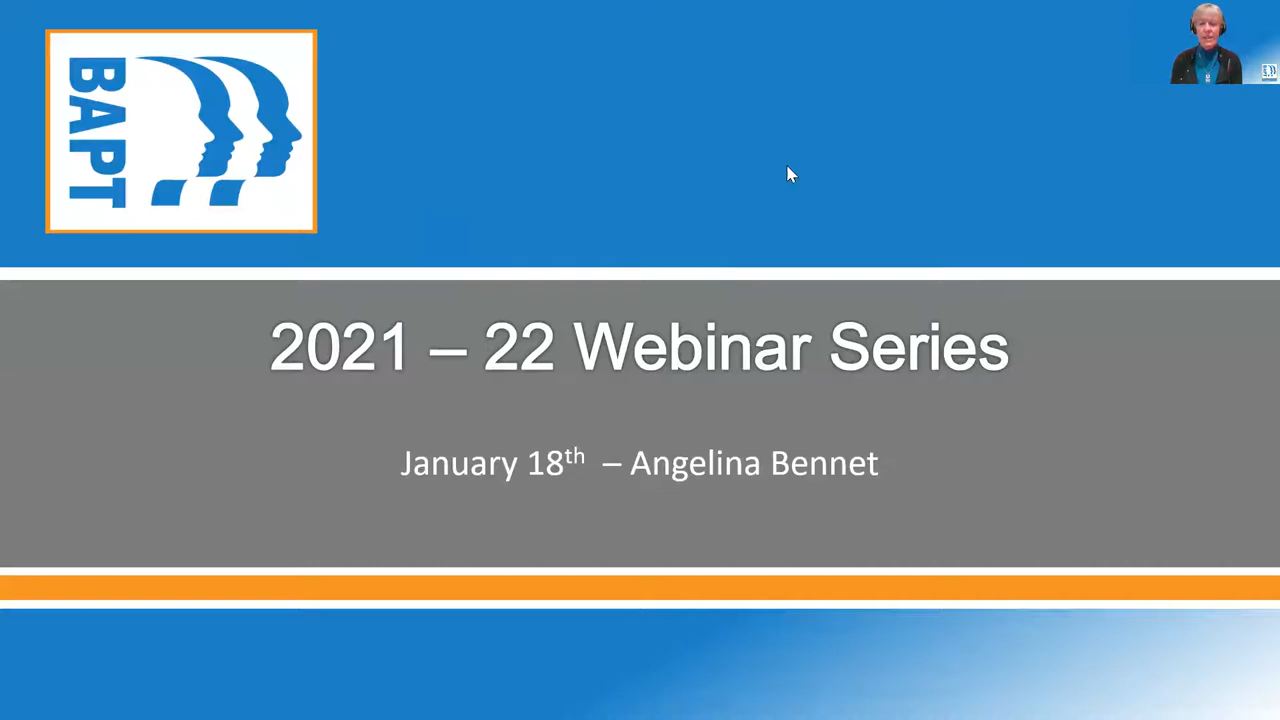 BAPT
2021 – 22 Webinar Series
January 18th – Angelina Bennet